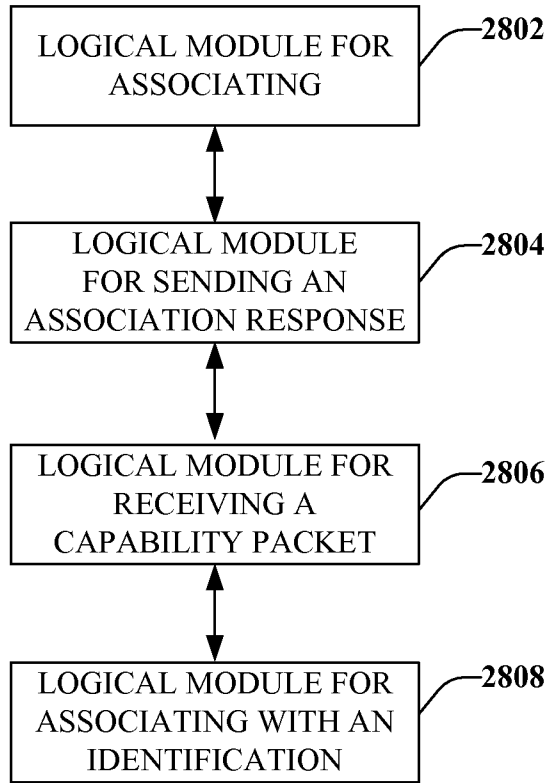 LOGICAL MODULE FOR
ASSOCIATING
2802
LOGICAL MODULE
FOR SENDING AN
ASSOCIATION RESPONSE
2804
LOGICAL MODULE FOR
RECEIVING A
CAPABILITY PACKET
2806
LOGICAL MODULE FOR
ASSOCIATING WITH AN
IDENTIFICATION
2808